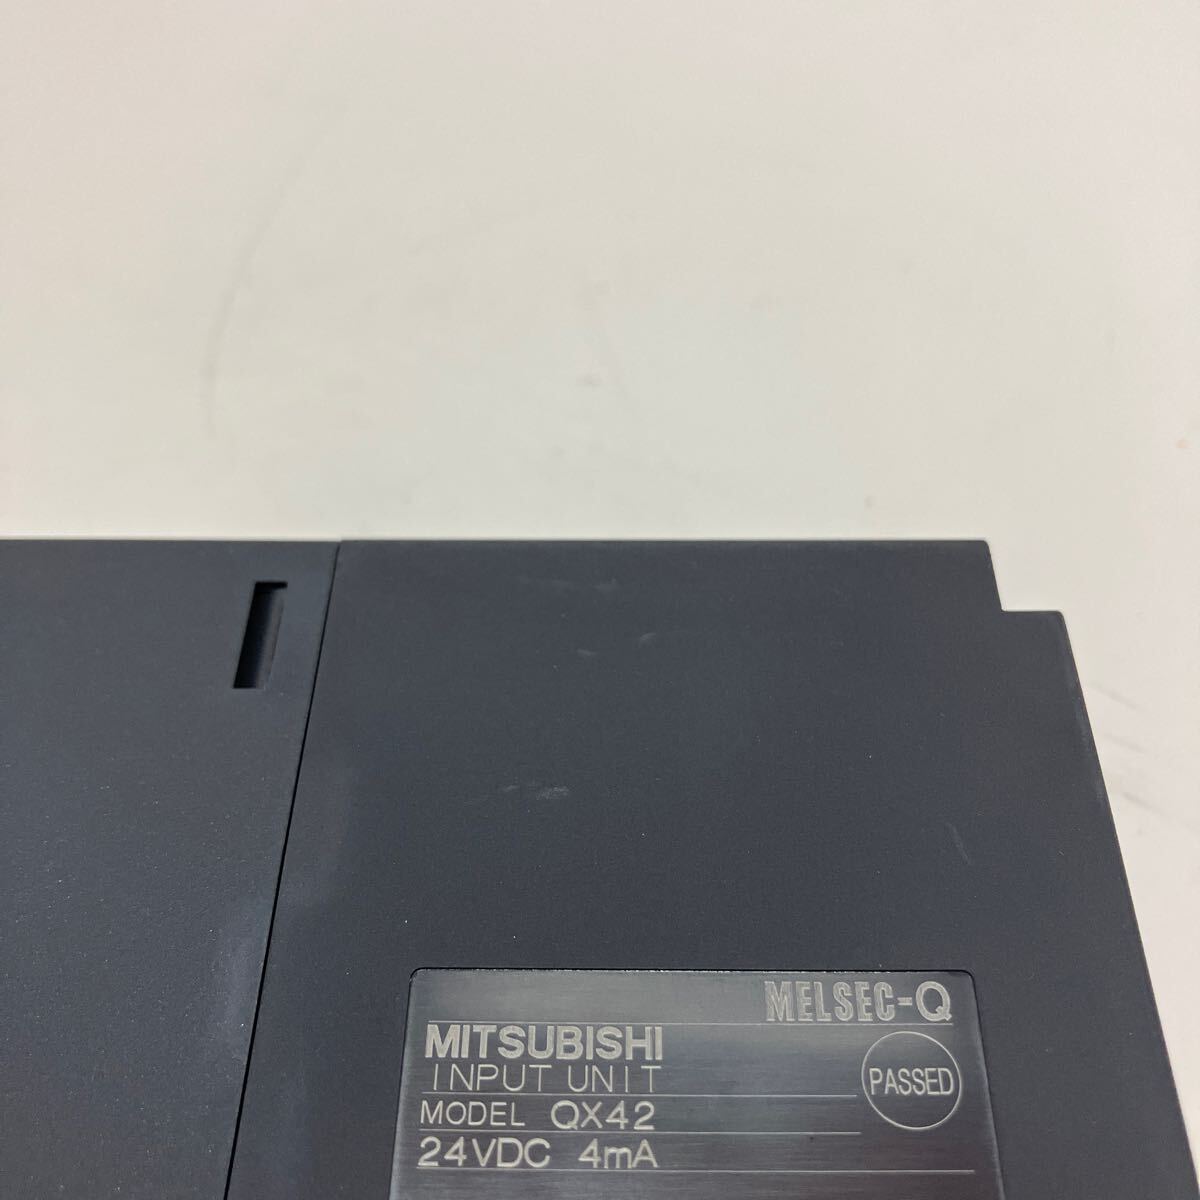 MELSEC-Q
MITSUBISHI
INPUT UNIT
PASSED
MODEL QX42
24VDC 4mA